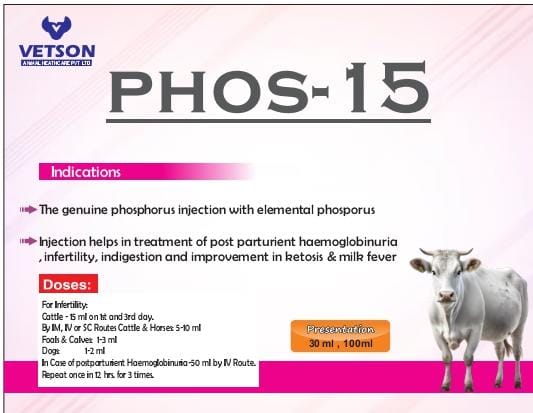 VETSON
ANIMAL HEATHCARE PVT LTD
PHOS-15
Indications
The genuine phosphorus injection with elemental phosporus
Injection helps in treatment of post parturient haemoglobinuria
, infertility, indigestion and improvement in ketosis & milk fever
Doses:
For Infertility:
Cattle - 15 ml on 1st and 3rd day.
By IM, IV or SC Routes Cattle & Horses: 5-10 ml
Foals & Calves: 1-3 ml
Dogs: 1-2 ml
In Case of postparturient Haemoglobinuria-50 ml by IV Route.
Repeat once in 12 hrs. for 3 times.
Presentation
30 ml , 100ml